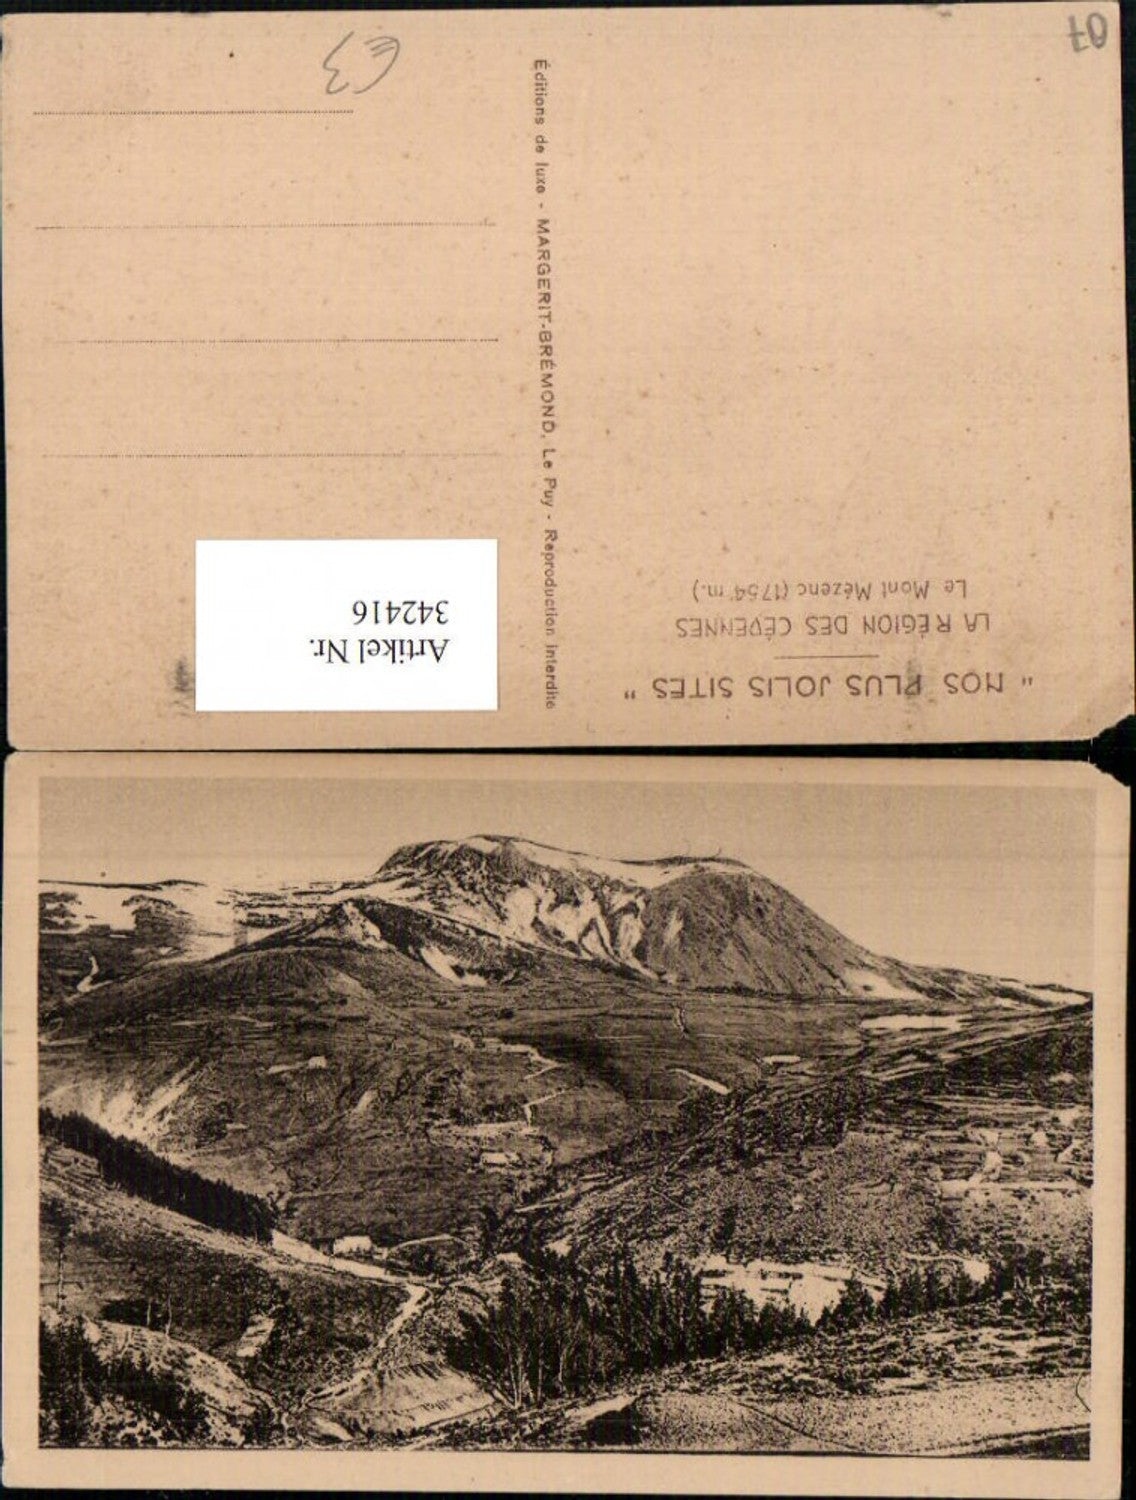 " NOS PLUS JOLIS SITES "
LA RÉGION DES CÉVENNES
Le Mont Mézenc (1754 m.)
Éditions de luxe - MARGERIT-BRÉMOND, Le Puy - Reproduction interdite
Artikel Nr.
342416
€3
07